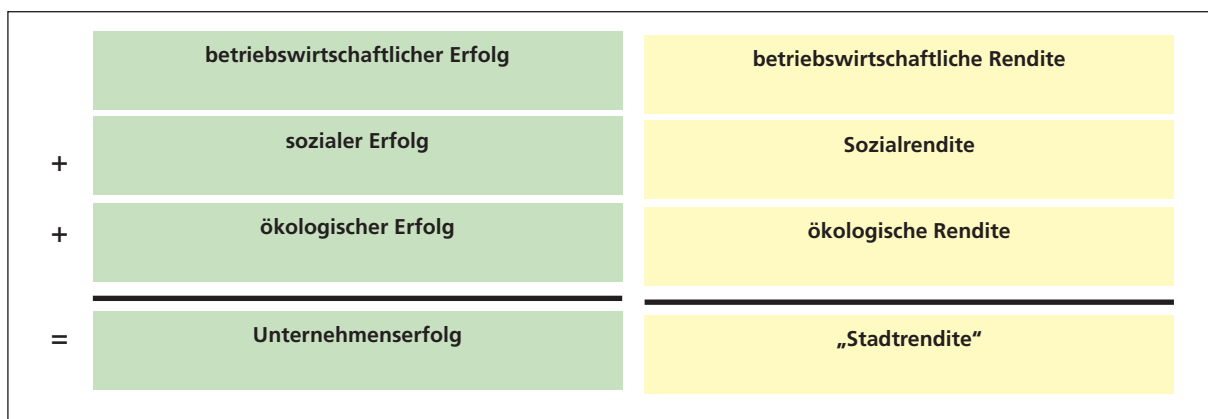 betriebswirtschaftlicher Erfolg
betriebswirtschaftliche Rendite
+
sozialer Erfolg
Sozialrendite
+
ökologischer Erfolg
ökologische Rendite
=
Unternehmenserfolg
„Stadtrendite“